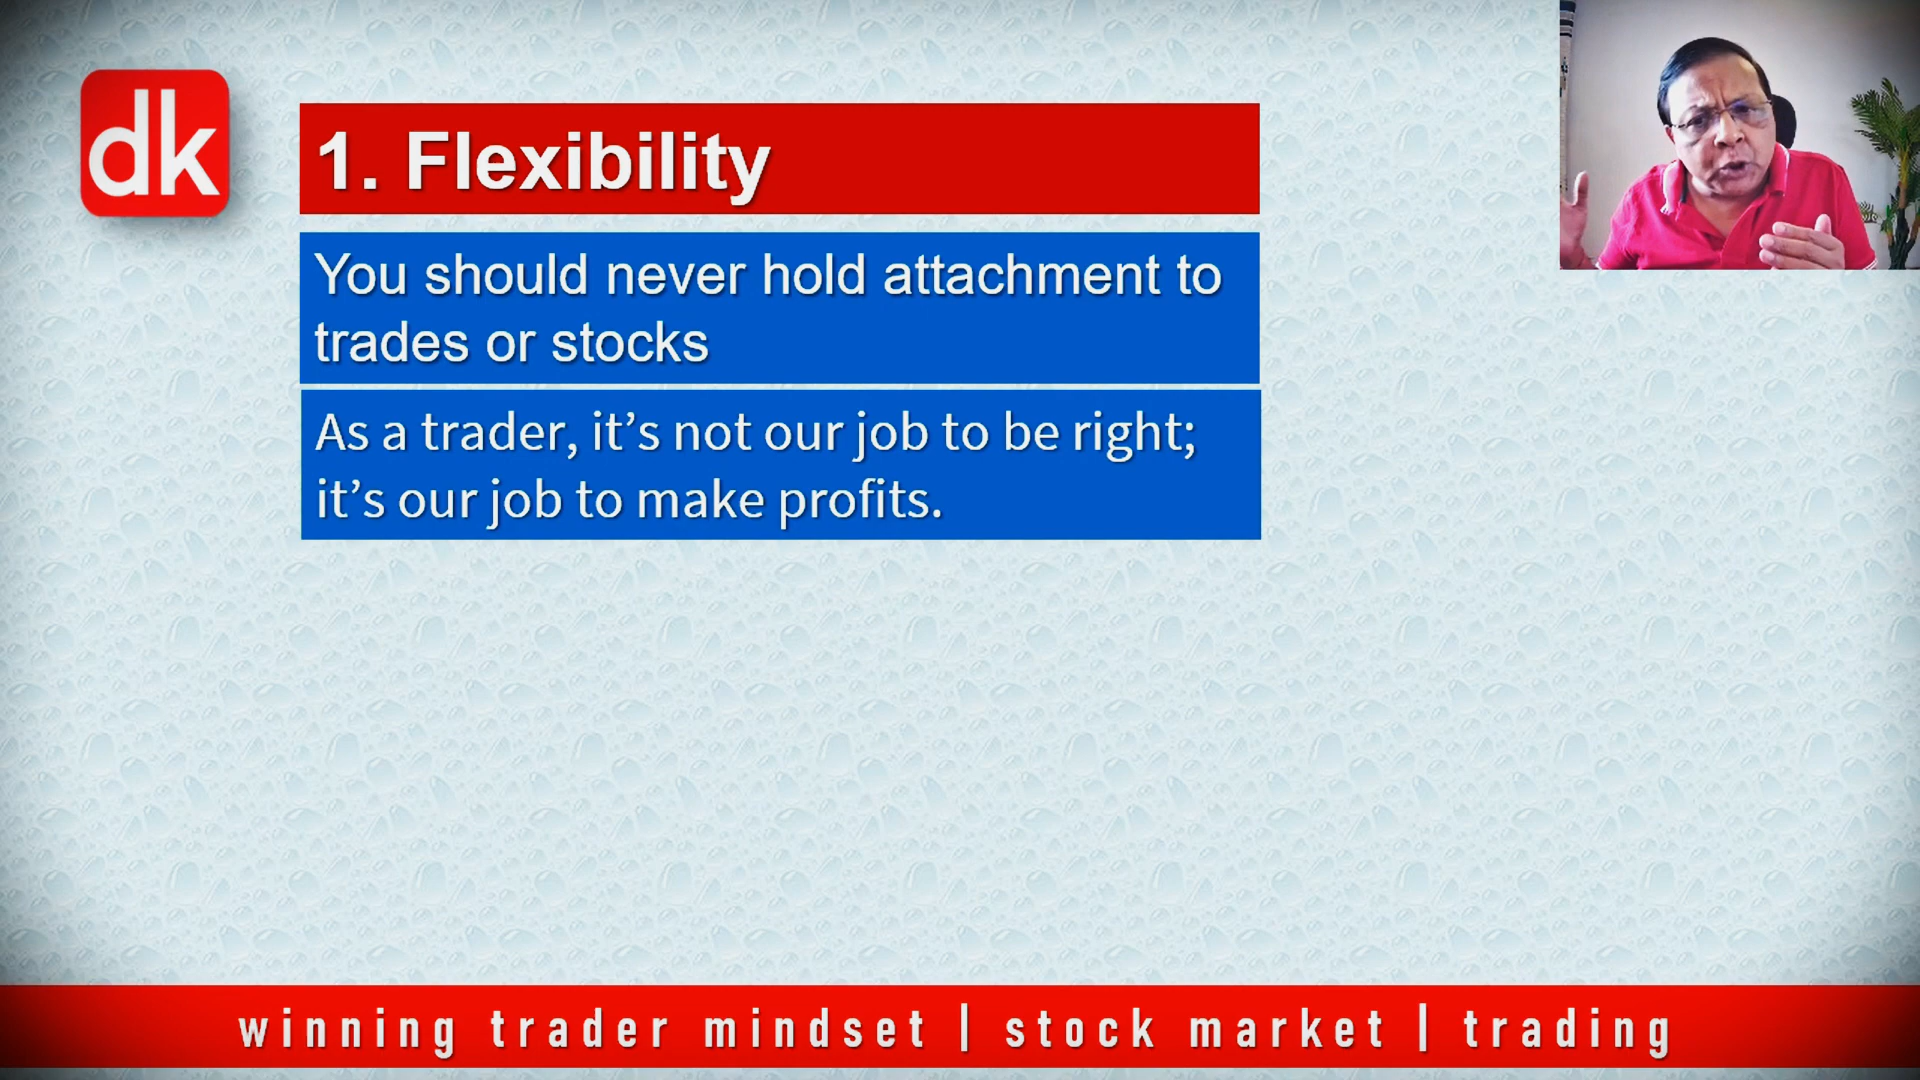 dk
1. Flexibility
You should never hold attachment to
trades or stocks
As a trader, it’s not our job to be right;
it’s our job to make profits.
winning trader mindset | stock market | trading